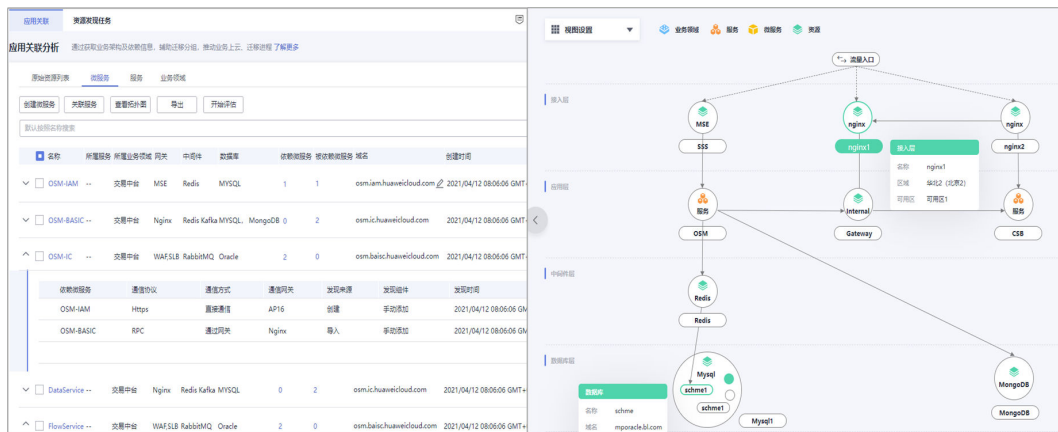 应用关联 资源发现任务
应用关联分析 通过获取业务架构及依赖信息，辅助迁移分组，推动业务上云，迁移进程 了解更多
原始资源列表 微服务 服务 业务领域
创建微服务 关联服务 查看拓扑图 导出 开始评估
默认按照名称搜索
名称 所属服务 所属业务领域 网关 中间件 数据库 依赖微服务 被依赖微服务 域名 创建时间
OSM-IAM -- 交易中台 MSE Redis MYSQL 1 1 osm.iam.huaweicloud.com 2021/04/12 08:06:06 GMT+
OSM-BASIC -- 交易中台 Nginx Redis Kafka MYSQL、MongoDB 0 2 osm.ic.huaweicloud.com 2021/04/12 08:06:06 GMT+
OSM-IC -- 交易中台 WAF,SLB RabbitMQ Oracle 2 0 osm.baisc.huaweicloud.com 2021/04/12 08:06:06 GMT+
依赖微服务 通信协议 通信方式 通信网关 发现来源 发现组件 发现时间
OSM-IAM Https 直接通信 AP16 创建 手动添加 2021/04/12 08:06:06 GM
OSM-BASIC RPC 通过网关 Nginx 导入 手动添加 2021/04/12 08:06:06 GM
DataService -- 交易中台 Nginx Redis Kafka MYSQL 0 2 osm.ic.huaweicloud.com 2021/04/12 08:06:06 GMT+
FlowService -- 交易中台 WAF,SLB RabbitMQ Oracle 2 0 osm.baisc.huaweicloud.com 2021/04/12 08:06:06 GMT+
视图设置 业务领域 服务 微服务 资源
流量入口
接入层
MSE nginx nginx
SSS nginx1 nginx2
接入层
名称 nginx1
区域 华北2（北京2）
可用区 可用区1
应用层
服务 Internal 服务
OSM Gateway CSB
中间件层
Redis
Redis
数据库层
Mysql
schme1
schme1
Mysql1
MongoDB
MongoDB
数据库
名称 schme
域名 mporacle.bl.com